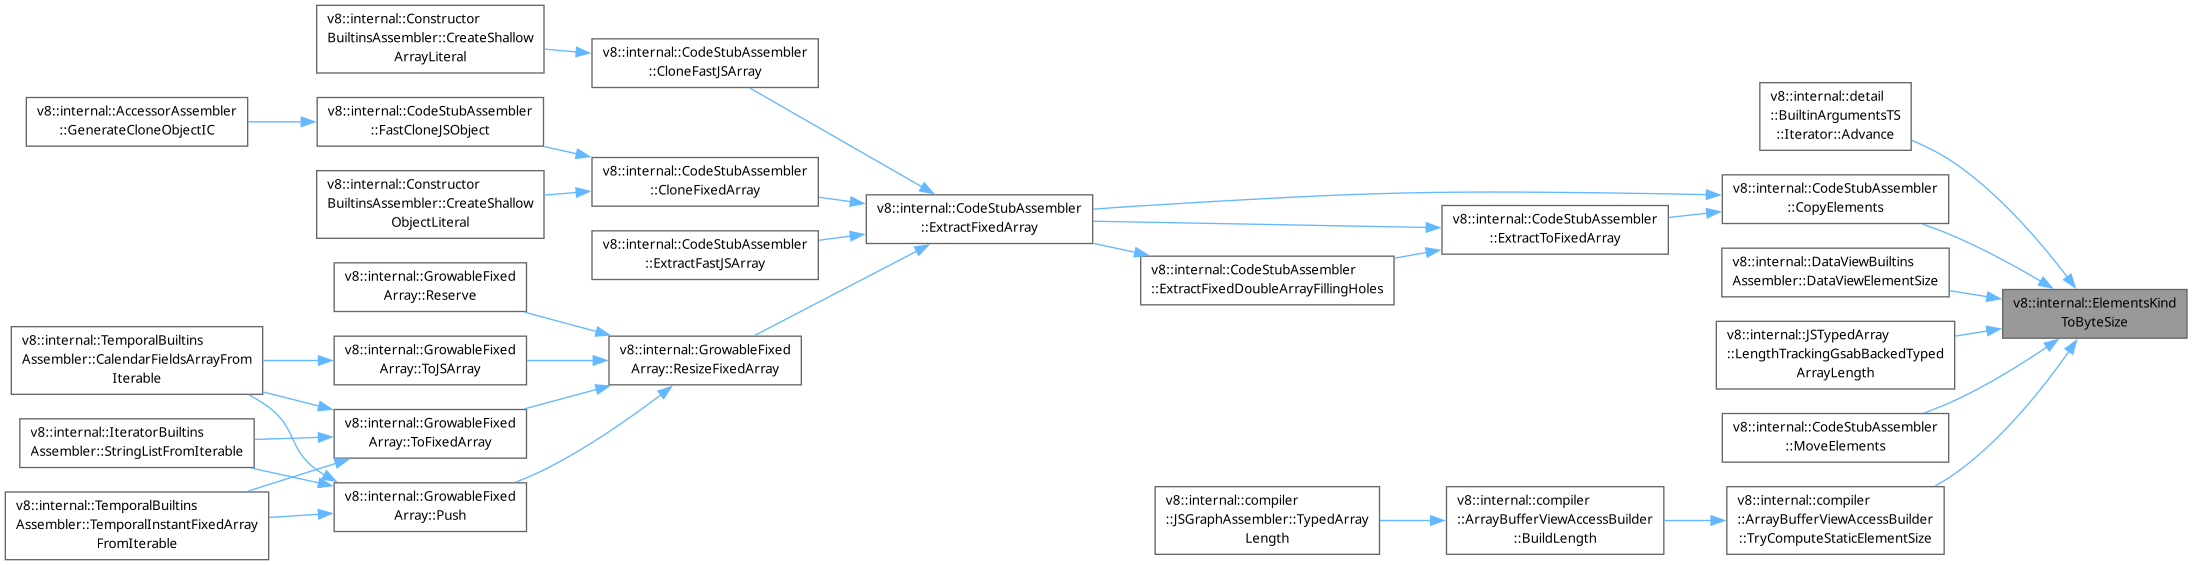 v8::internal::Constructor
BuiltinsAssembler::CreateShallow
ArrayLiteral
v8::internal::CodeStubAssembler
::CloneFastJSArray
v8::internal::AccessorAssembler
::GenerateCloneObjectIC
v8::internal::CodeStubAssembler
::FastCloneJSObject
v8::internal::CodeStubAssembler
::CloneFixedArray
v8::internal::Constructor
BuiltinsAssembler::CreateShallow
ObjectLiteral
v8::internal::CodeStubAssembler
::ExtractFastJSArray
v8::internal::CodeStubAssembler
::ExtractFixedArray
v8::internal::CodeStubAssembler
::ExtractFixedDoubleArrayFillingHoles
v8::internal::CodeStubAssembler
::ExtractToFixedArray
v8::internal::detail
::BuiltinArgumentsTS
::Iterator::Advance
v8::internal::CodeStubAssembler
::CopyElements
v8::internal::DataViewBuiltins
Assembler::DataViewElementSize
v8::internal::ElementsKind
ToByteSize
v8::internal::JSTypedArray
::LengthTrackingGsabBackedTyped
ArrayLength
v8::internal::CodeStubAssembler
::MoveElements
v8::internal::compiler
::ArrayBufferViewAccessBuilder
::TryComputeStaticElementSize
v8::internal::compiler
::ArrayBufferViewAccessBuilder
::BuildLength
v8::internal::compiler
::JSGraphAssembler::TypedArray
Length
v8::internal::GrowableFixed
Array::Reserve
v8::internal::GrowableFixed
Array::ToJSArray
v8::internal::GrowableFixed
Array::ResizeFixedArray
v8::internal::GrowableFixed
Array::ToFixedArray
v8::internal::GrowableFixed
Array::Push
v8::internal::TemporalBuiltins
Assembler::CalendarFieldsArrayFrom
Iterable
v8::internal::IteratorBuiltins
Assembler::StringListFromIterable
v8::internal::TemporalBuiltins
Assembler::TemporalInstantFixedArray
FromIterable